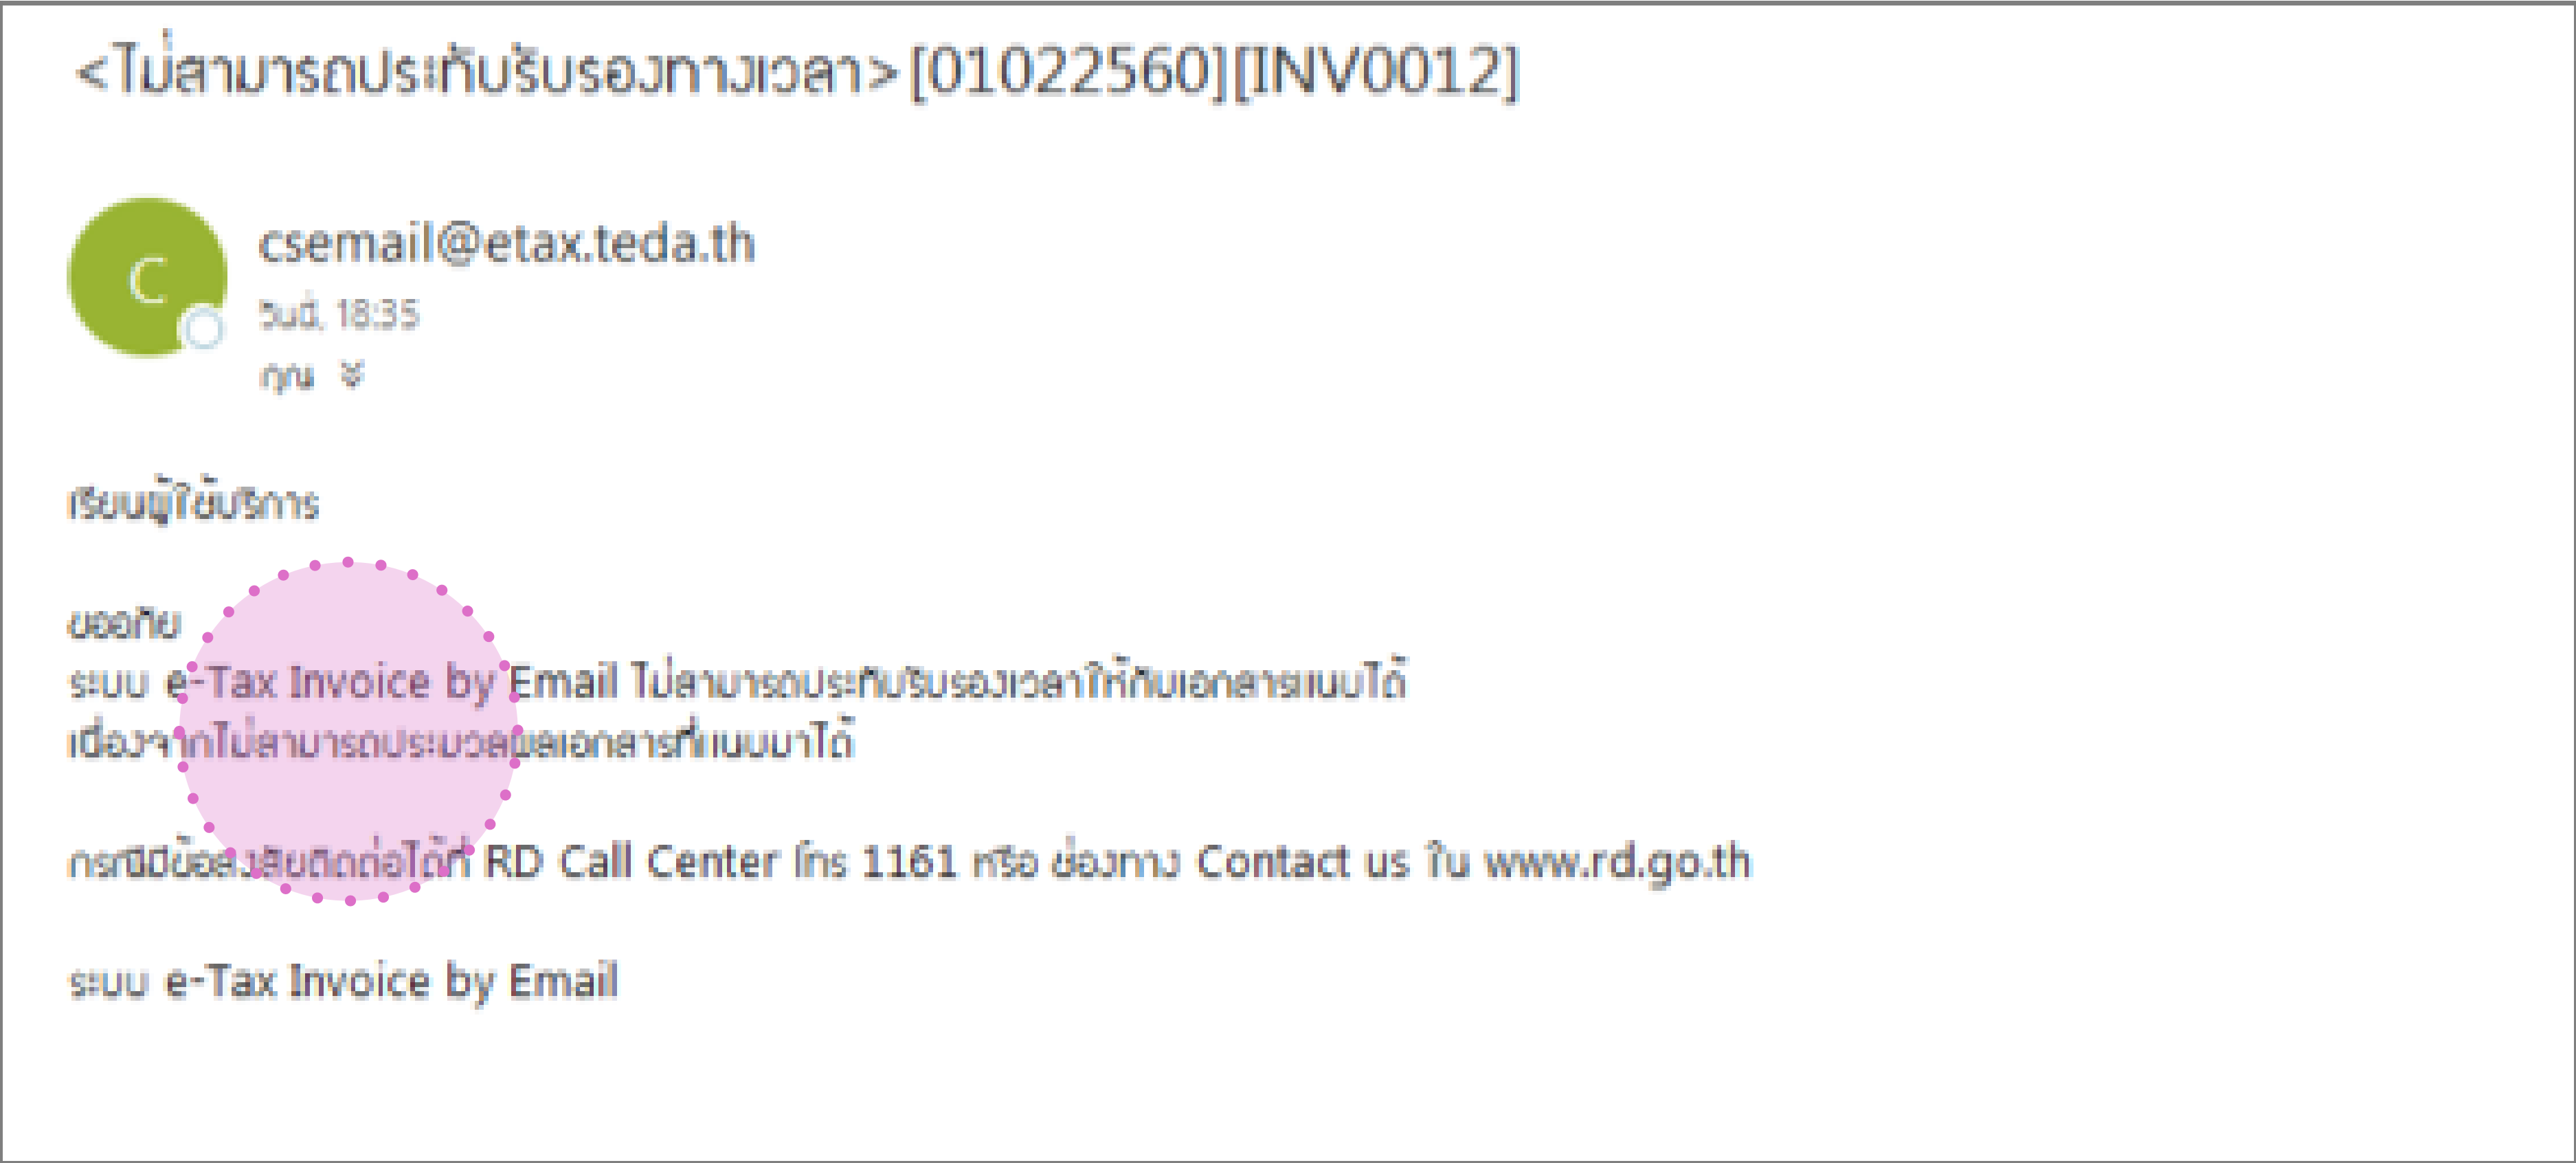 <ไม่สามารถประทับรับรองทางเวลา>[01022560][INV0012]
C
csemail@etax.teda.th
วันนี้, 18:35
คุณ
เรียนผู้ใช้บริการ
ขออภัย
ระบบ e-Tax Invoice by Email ไม่สามารถประทับรับรองเวลาให้กับเอกสารแนบได้
เนื่องจากไม่สามารถประมวลผลเอกสารที่แนบมาได้
กรณีมีข้อสงสัยติดต่อได้ที่ RD Call Center โทร 1161 หรือ ช่องทาง Contact us ใน www.rd.go.th
ระบบ e-Tax Invoice by Email